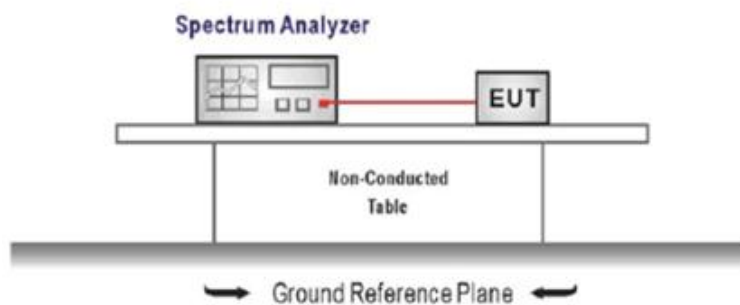 Spectrum Analyzer
EUT
Non-Conducted
Table
Ground Reference Plane